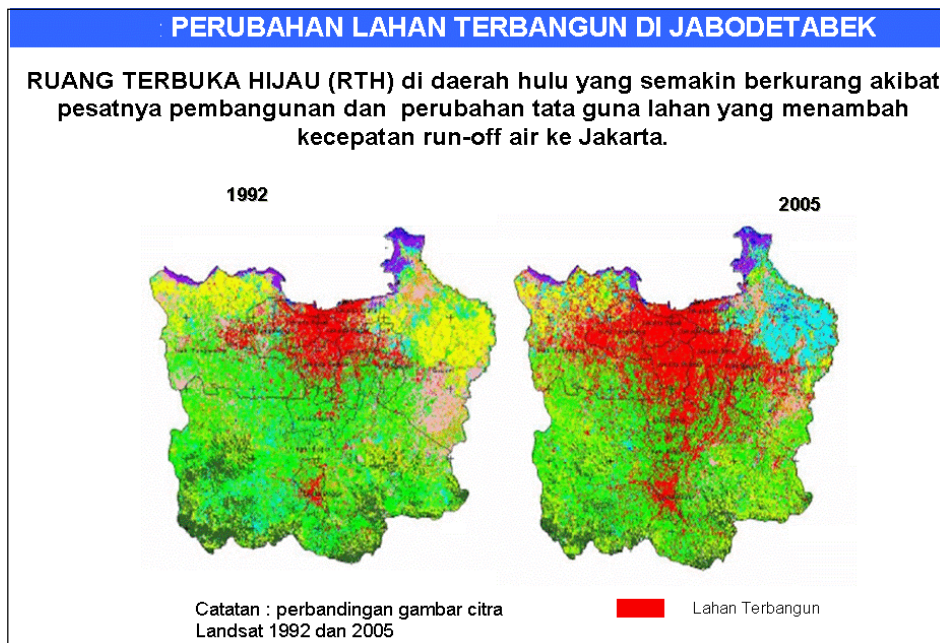 : PERUBAHAN LAHAN TERBANGUN DI JABODETABEK
RUANG TERBUKA HIJAU (RTH) di daerah hulu yang semakin berkurang akibat
pesatnya pembangunan dan perubahan tata guna lahan yang menambah
kecepatan run-off air ke Jakarta.
1992
2005
Catatan : perbandingan gambar citra
Landsat 1992 dan 2005
Lahan Terbangun